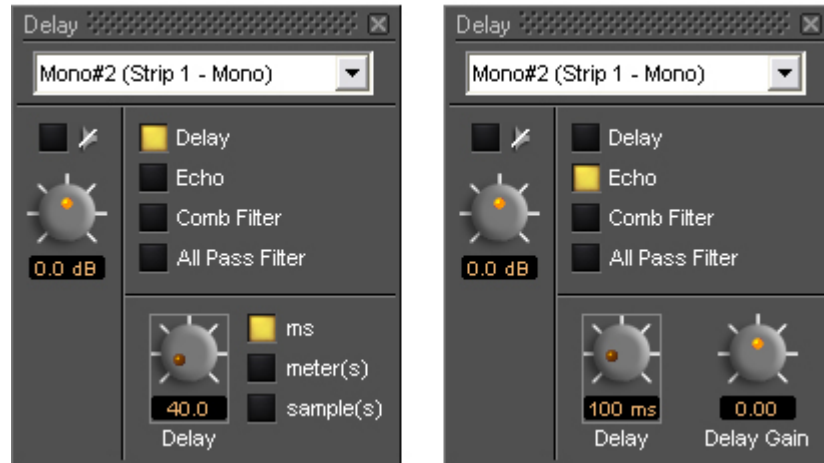 Delay
Mono#2 (Strip 1 - Mono)
Delay
Echo
Comb Filter
All Pass Filter
0.0 dB
ms
meter(s)
sample(s)
40.0
Delay
Delay
Mono#2 (Strip 1 - Mono)
Delay
Echo
Comb Filter
All Pass Filter
0.0 dB
100 ms
0.00
Delay
Delay Gain